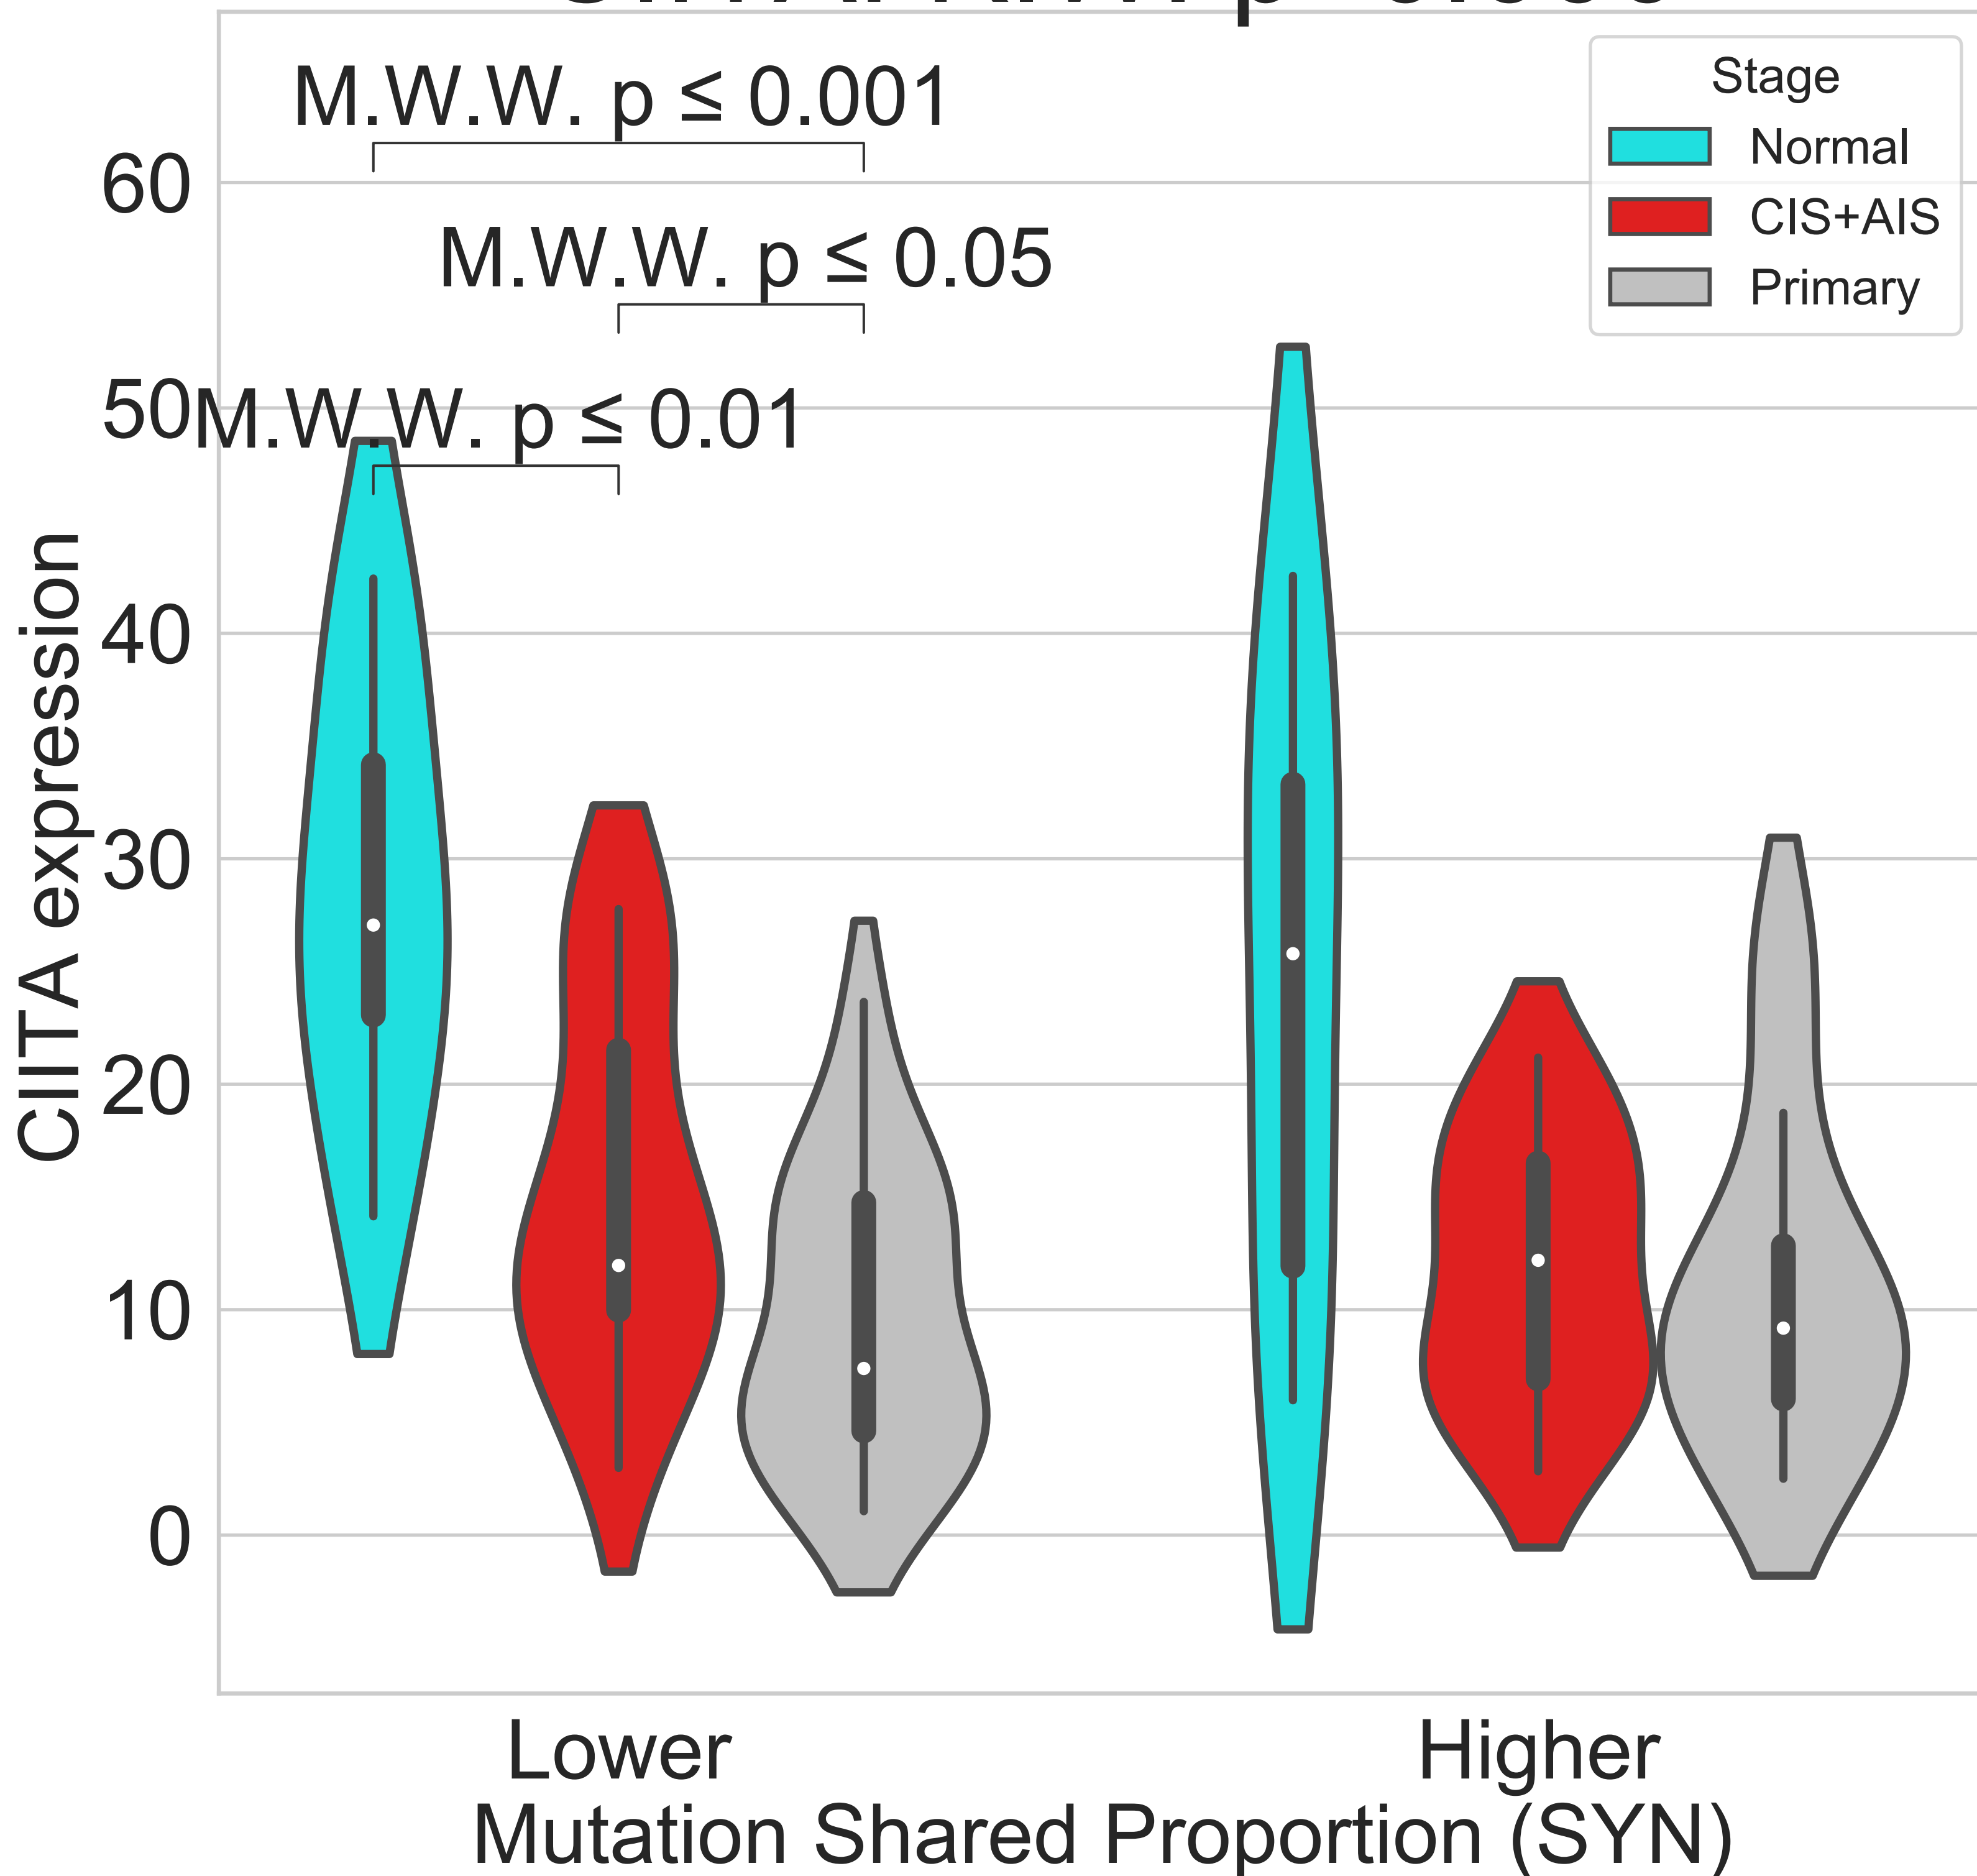 M.W.W. p ≤ 0.001
Stage
Normal
CIS+AIS
Primary
60
M.W.W. p ≤ 0.05
50
M.W.W. p ≤ 0.01
40
30
20
10
0
CIITA expression
Lower
Higher
Mutation Shared Proportion (SYN)